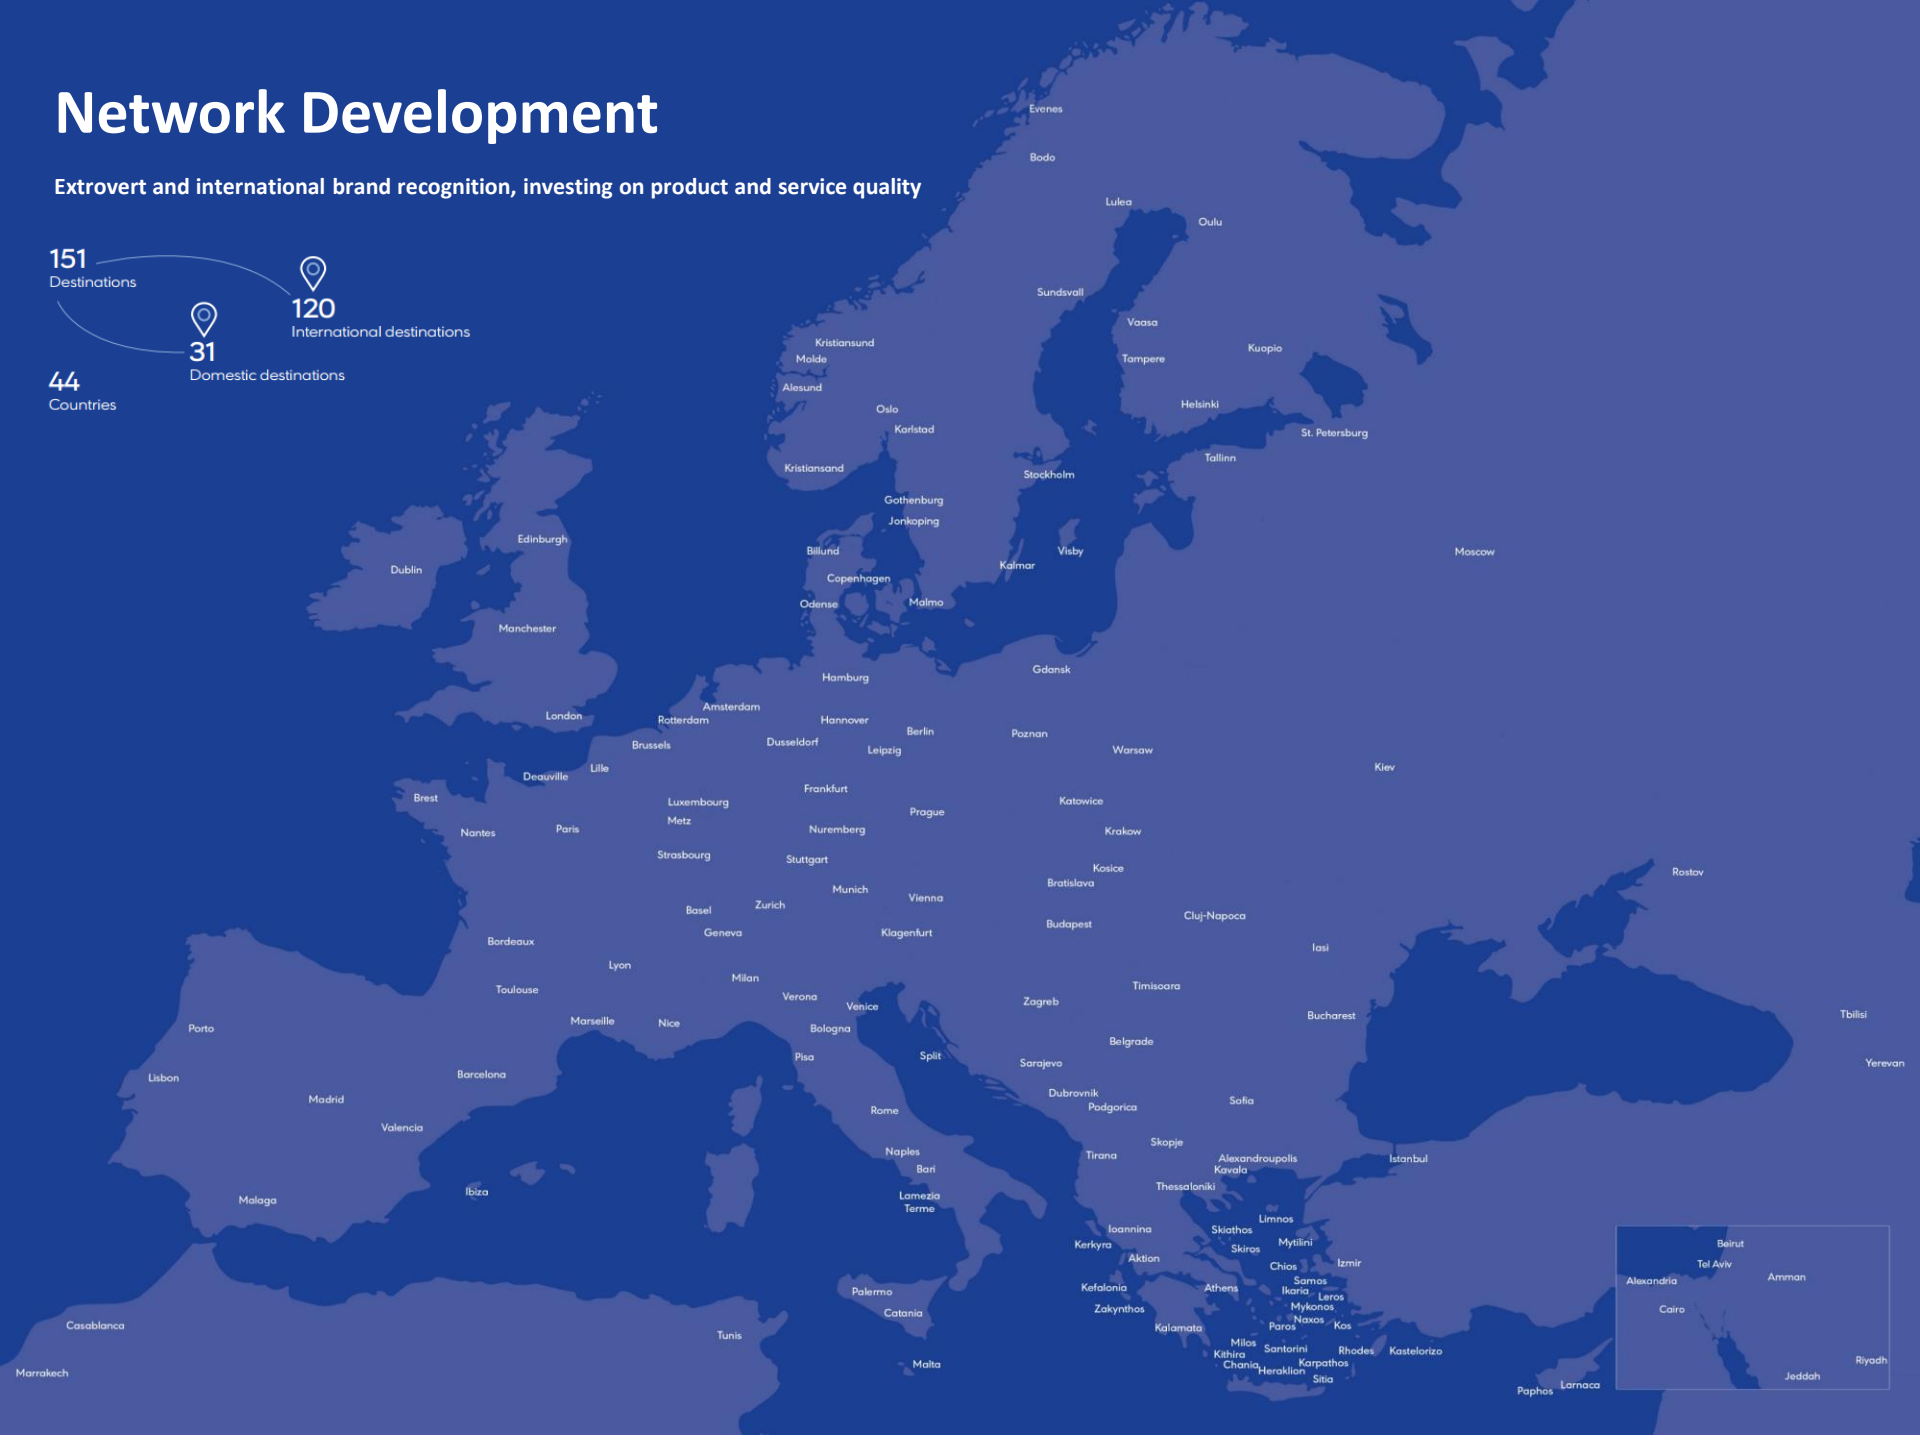 Network Development
Extrovert and international brand recognition, investing on product and service quality
151
Destinations
120
International destinations
31
Domestic destinations
44
Countries
Evenes
Bodo
Lulea
Oulu
Sundsvall
Vaasa
Kristiansund
Kuopio
Molde
Tampere
Alesund
Helsinki
Oslo
Karlstad
St. Petersburg
Tallinn
Kristiansand
Stockholm
Gothenburg
Jonkoping
Edinburgh
Billund
Visby
Moscow
Kalmar
Dublin
Copenhagen
Odense
Malmo
Manchester
Gdansk
Hamburg
Amsterdam
London
Rotterdam
Hannover
Berlin
Poznan
Brussels
Dusseldorf
Leipzig
Warsaw
Lille
Kiev
Deauville
Frankfurt
Brest
Luxembourg
Katowice
Prague
Metz
Nantes
Paris
Nuremberg
Krakow
Strasbourg
Stuttgart
Kosice
Rostov
Bratislava
Munich
Vienna
Zurich
Basel
Cluj-Napoca
Budapest
Geneva
Klagenfurt
Bordeaux
Iasi
Lyon
Milan
Toulouse
Timisoara
Verona
Zagreb
Venice
Marseille
Nice
Bucharest
Tbilisi
Porto
Bologna
Belgrade
Pisa
Split
Sarajevo
Yerevan
Lisbon
Barcelona
Dubrovnik
Madrid
Sofia
Podgorica
Rome
Valencia
Skopje
Naples
Tirana
Alexandroupolis
Istanbul
Bari
Kavala
Thessaloniki
Ibiza
Lamezia
Terme
Malaga
Limnos
Ioannina
Skiathos
Mytilini
Kerkyra
Skiros
Beirut
Aktion
Izmir
Tel Aviv
Chios
Amman
Samos
Alexandria
Kefalonia
Athens
Ikaria
Palermo
Leros
Mykonos
Zakynthos
Cairo
Catania
Naxos
Casablanca
Paros
Kos
Kalamata
Tunis
Milos
Santorini
Rhodes
Kastelorizo
Kithira
Riyadh
Malta
Chania
Karpathos
Heraklion
Marrakech
Sitia
Jeddah
Larnaca
Paphos